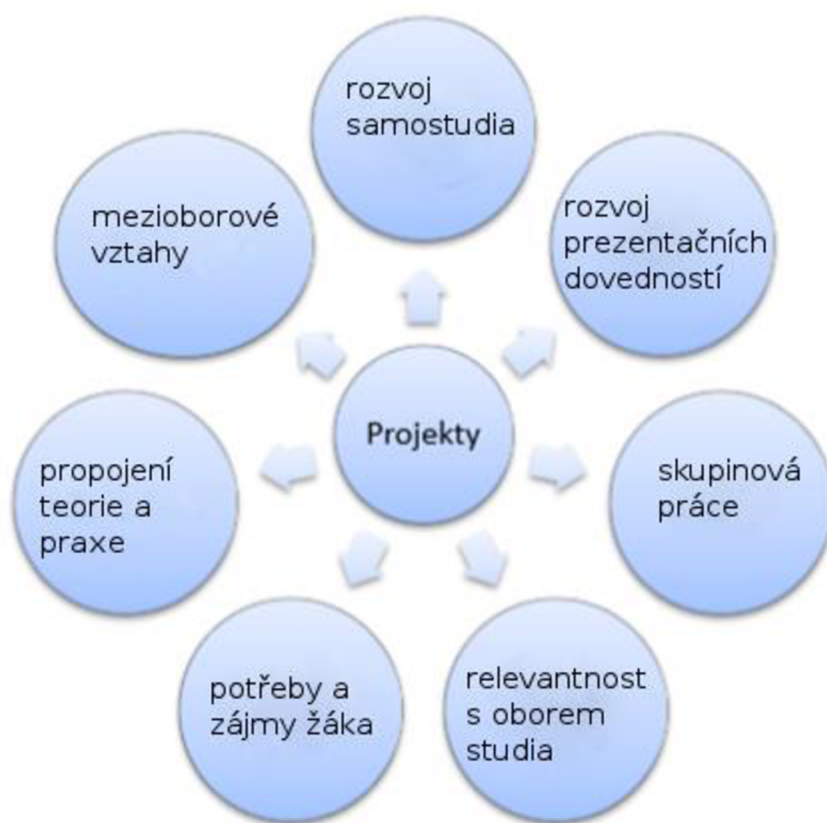 rozvoj
samostudia
rozvoj
prezentačních
dovedností
skupinová
práce
relevantnost
s oborem
studia
potřeby a
zájmy žáka
propojení
teorie a
praxe
mezioborové
vztahy
Projekty